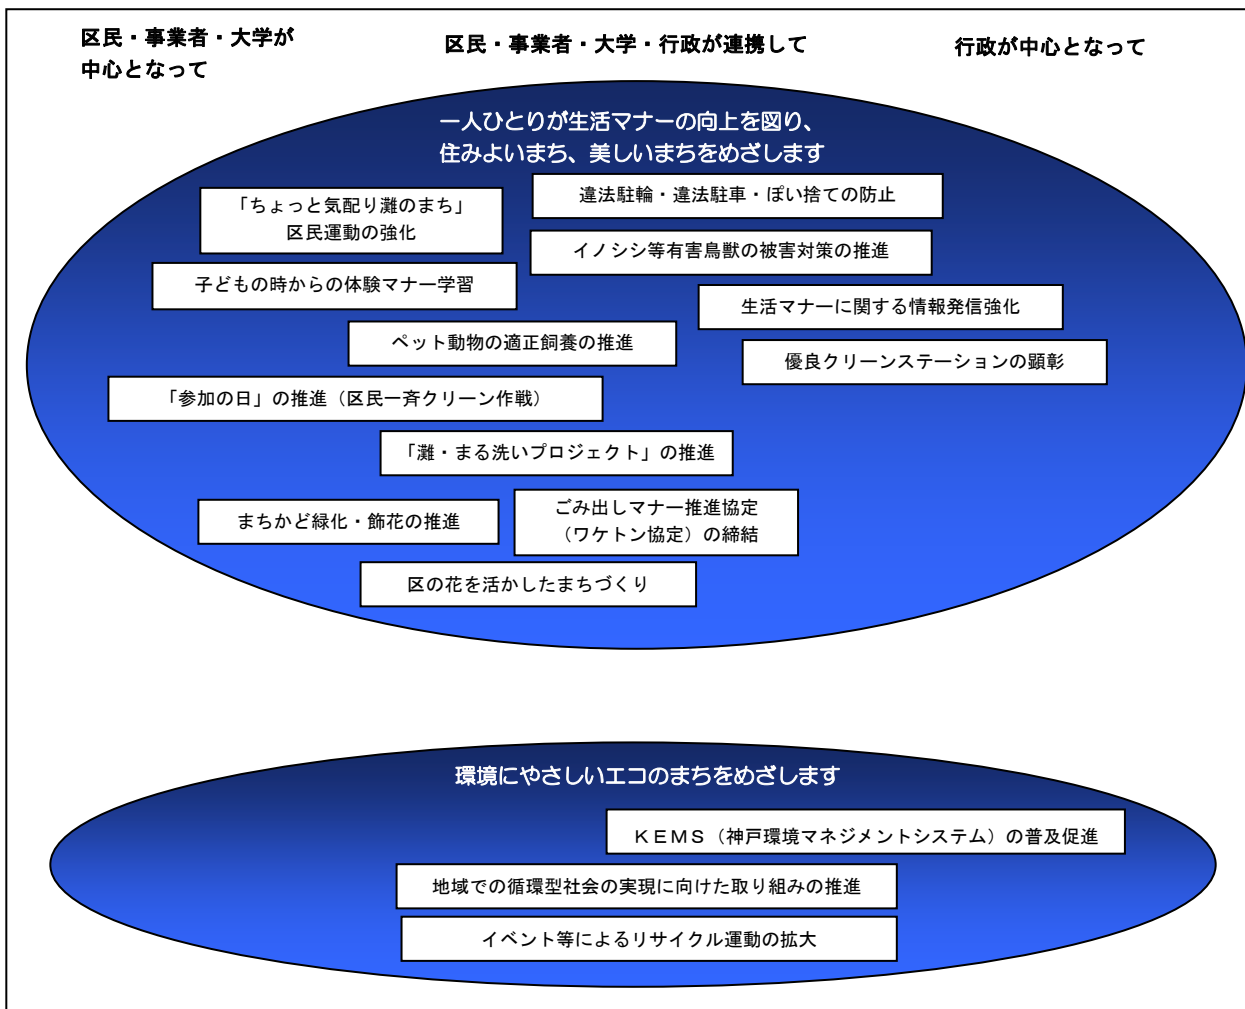 区民・事業者・大学が
中心となって
区民・事業者・大学・行政が連携して
行政が中心となって
一人ひとりが生活マナーの向上を図り、
住みよいまち、美しいまちをめざします
「ちょっと気配り灘のまち」
区民運動の強化
違法駐輪・違法駐車・ぽい捨ての防止
イノシシ等有害鳥獣の被害対策の推進
子どもの時からの体験マナー学習
生活マナーに関する情報発信強化
ペット動物の適正飼養の推進
優良クリーンステーションの顕彰
「参加の日」の推進（区民一斉クリーン作戦）
「灘・まる洗いプロジェクト」の推進
まちかど緑化・飾花の推進
ごみ出しマナー推進協定
（ワケトン協定）の締結
区の花を活かしたまちづくり
環境にやさしいエコのまちをめざします
ＫＥＭＳ（神戸環境マネジメントシステム）の普及促進
地域での循環型社会の実現に向けた取り組みの推進
イベント等によるリサイクル運動の拡大